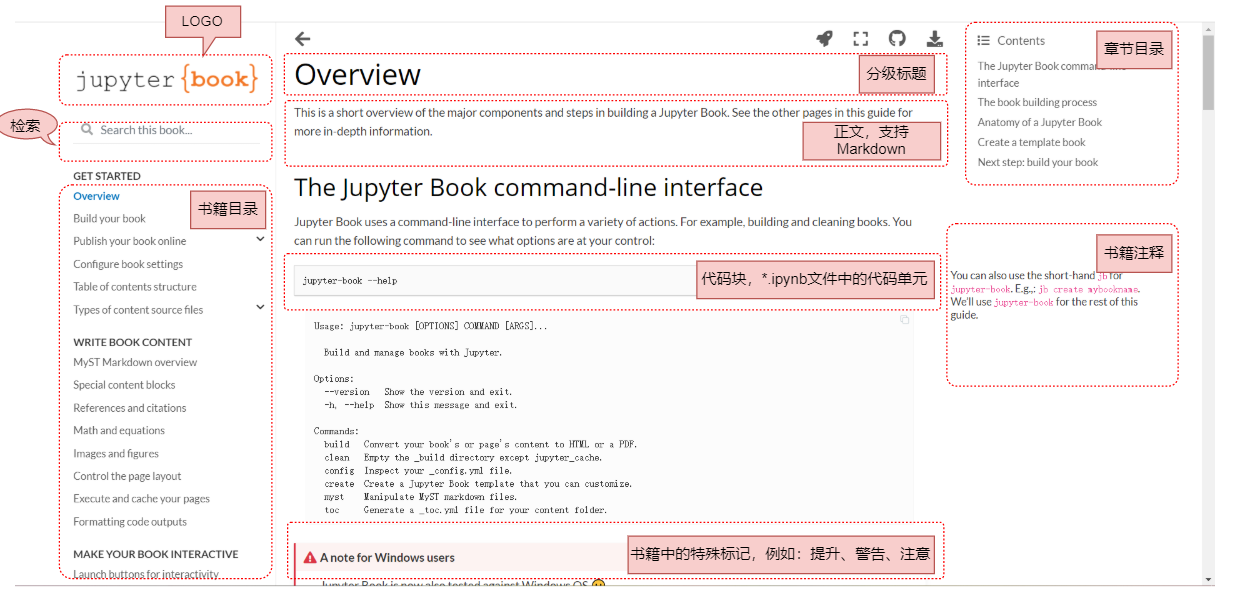 LOGO
jupyter {book}
检索
Search this book...
GET STARTED
Overview
书籍目录
Build your book
Publish your book online
Configure book settings
Table of contents structure
Types of content source files
WRITE BOOK CONTENT
MyST Markdown overview
Special content blocks
References and citations
Math and equations
Images and figures
Control the page layout
Execute and cache your pages
Formatting code outputs
MAKE YOUR BOOK INTERACTIVE
Launch buttons for interactivity
Overview
分级标题
This is a short overview of the major components and steps in building a Jupyter Book. See the other pages in this guide for
more in-depth information.
正文，支持
Markdown
The Jupyter Book command-line interface
Jupyter Book uses a command-line interface to perform a variety of actions. For example, building and cleaning books. You
can run the following command to see what options are at your control:
jupyter-book --help
代码块，*.ipynb文件中的代码单元
Usage: jupyter-book [OPTIONS] COMMAND [ARGS]...
Build and manage books with Jupyter.
Options:
--version Show the version and exit.
-h, --help Show this message and exit.
Commands:
build Convert your book's or page's content to HTML or a PDF.
clean Empty the _build directory except jupyter_cache.
config Inspect your _config.yml file.
create Create a Jupyter Book template that you can customize.
myst Manipulate MyST markdown files.
toc Generate a _toc.yml file for your content folder.
A note for Windows users
书籍中的特殊标记，例如：提升、警告、注意
Jupyter Book is now also tested against Windows OS
Contents
章节目录
The Jupyter Book command-line
interface
The book building process
Anatomy of a Jupyter Book
Create a template book
Next step: build your book
书籍注释
You can also use the short-hand jb for
jupyter-book. E.g.,: jb create mybookname.
We'll use jupyter-book for the rest of this
guide.